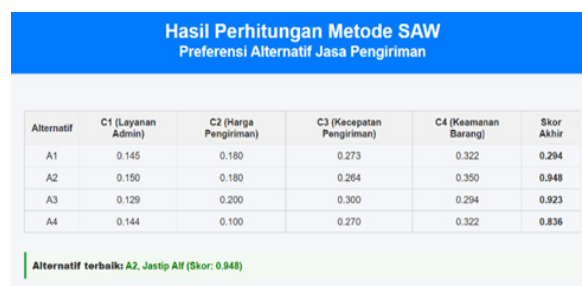 Hasil Perhitungan Metode SAW
Preferensi Alternatif Jasa Pengiriman
Alternatif C1 (Layanan Admin) C2 (Harga Pengiriman) C3 (Kecepatan Pengiriman) C4 (Keamanan Barang) Skor Akhir
A1 0.145 0.180 0.273 0.322 0.294
A2 0.150 0.180 0.264 0.350 0.948
A3 0.129 0.200 0.300 0.294 0.923
A4 0.144 0.100 0.270 0.322 0.836
Alternatif terbaik: A2, Jastip Alf (Skor: 0.948)